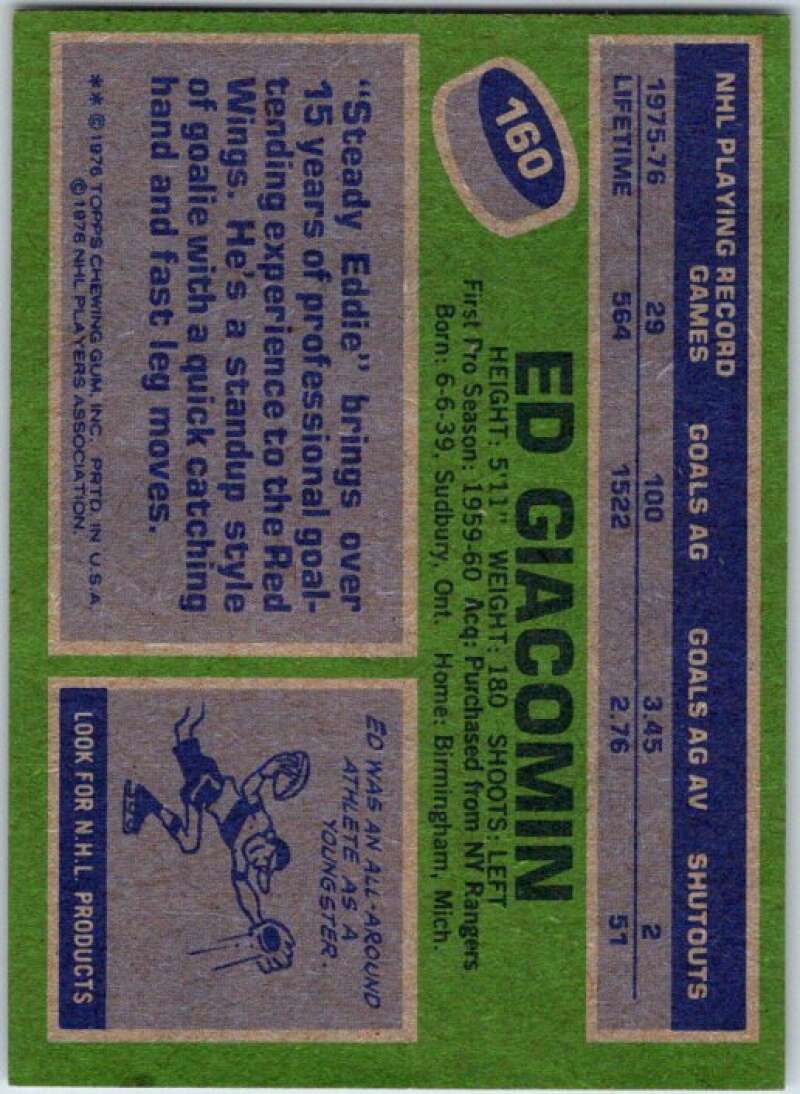 NHL PLAYING RECORD
GAMES GOALS AG GOALS AG AV SHUTOUTS
1975-76 29 100 3.45 2
LIFETIME 564 1522 2.76 51
160
ED GIACOMIN
HEIGHT: 5'11" WEIGHT: 180 SHOOTS: LEFT
First Pro Season: 1959-60 Acq: Purchased from NY Rangers
Born: 6-6-39, Sudbury, Ont. Home: Birmingham, Mich.
"Steady Eddie" brings over
15 years of professional goal-
tending experience to the Red
Wings. He's a standup style
of goalie with a quick catching
hand and fast leg moves.
** © 1976 TOPPS CHEWING GUM, INC. PRTD. IN U.S.A.
© 1976 NHL PLAYERS ASSOCIATION.
ED WAS AN ALL-AROUND
ATHLETE AS A
YOUNGSTER.
LOOK FOR N.H.L. PRODUCTS